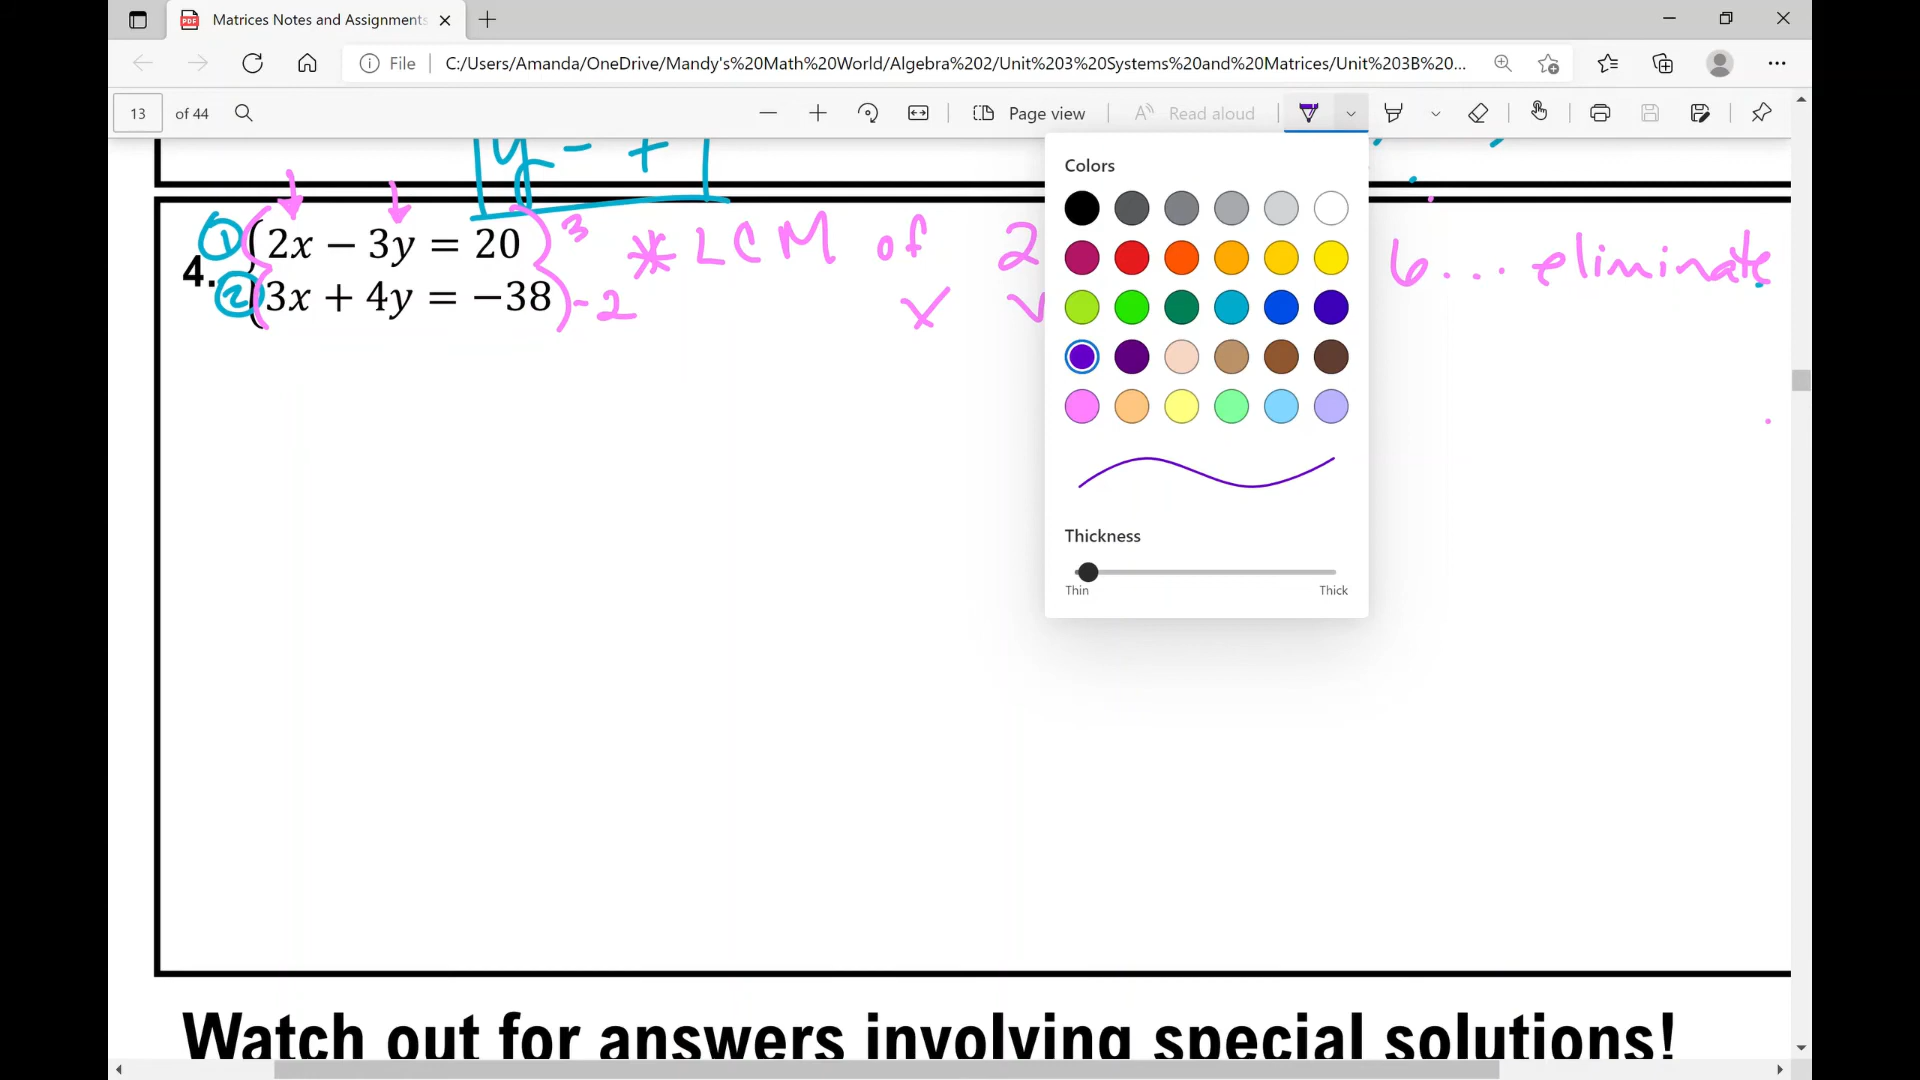 Matrices Notes and Assignments
File C:/Users/Amanda/OneDrive/Mandy's%20Math%20World/Algebra%202/Unit%203%20Systems%20and%20Matrices/Unit%203B%20...
13 of 44 Page view Read aloud
Colors
Thickness
Thin Thick
y = +
① 2x − 3y = 20 3 * LCM of 2 6... eliminate
4.
② 3x + 4y = −38 -2 x
Watch out for answers involving special solutions!